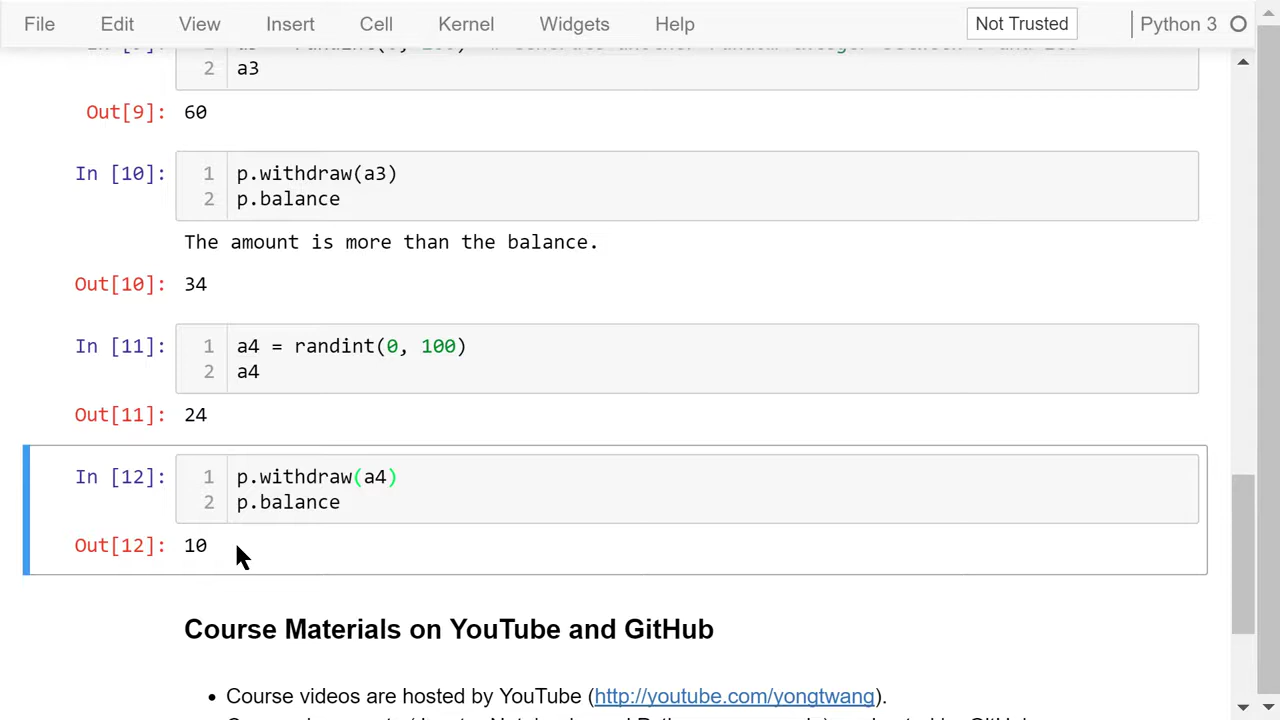 File Edit View Insert Cell Kernel Widgets Help Not Trusted Python 3
2 a3
Out[9]: 60
In [10]: 1 p.withdraw(a3)
2 p.balance
The amount is more than the balance.
Out[10]: 34
In [11]: 1 a4 = randint(0, 100)
2 a4
Out[11]: 24
In [12]: 1 p.withdraw(a4)
2 p.balance
Out[12]: 10
Course Materials on YouTube and GitHub
• Course videos are hosted by YouTube (http://youtube.com/yongtwang).